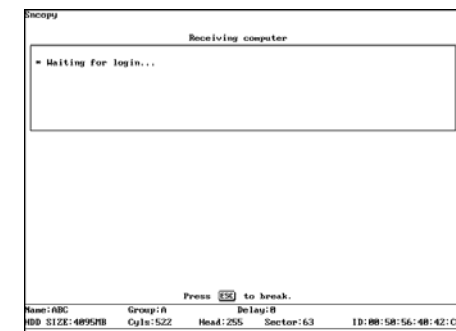 Sncopy
Receiving computer
- Waiting for login...
Press ESC to break.
Name:ABC Group:A Delay:0
HDD SIZE:4095MB Cyls:522 Head:255 Sector:63 ID:00:50:56:40:42:C